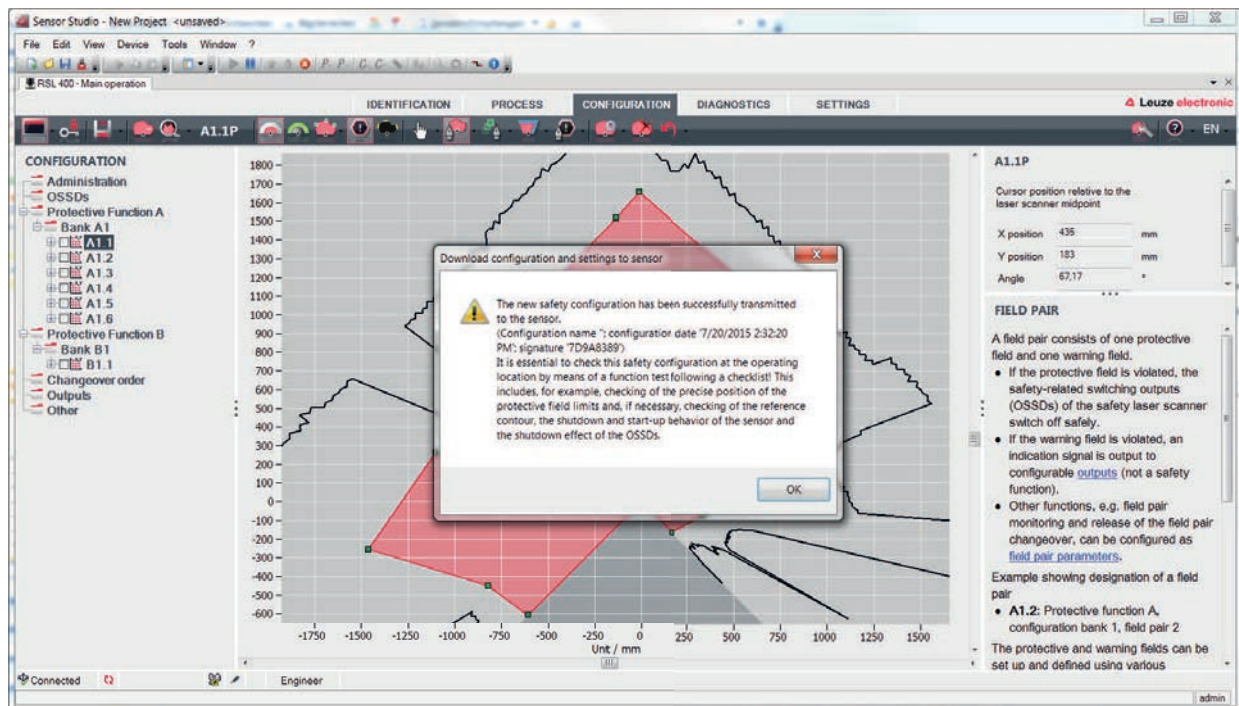 Sensor Studio - New Project <unsaved>
File Edit View Device Tools Window ?
RSL 400 - Main operation
IDENTIFICATION PROCESS CONFIGURATION DIAGNOSTICS SETTINGS
Leuze electronic
A1.1P
EN
CONFIGURATION
Administration
OSSDs
Protective Function A
Bank A1
A1.1
A1.2
A1.3
A1.4
A1.5
A1.6
Protective Function B
Bank B1
B1.1
Changeover order
Outputs
Other
1800
1700
1600
1500
1400
1300
1200
1100
1000
900
800
700
600
500
400
300
200
100
0
-100
-200
-300
-400
-500
-600
-1750 -1500 -1250 -1000 -750 -500 -250 0 250 500 750 1000 1250 1500
Unt / mm
Download configuration and settings to sensor
The new safety configuration has been successfully transmitted
to the sensor.
(Configuration name ''; configuration date '7/20/2015 2:32:20
PM'; signature '7D9A8389')
It is essential to check this safety configuration at the operating
location by means of a function test following a checklist! This
includes, for example, checking of the precise position of the
protective field limits and, if necessary, checking of the reference
contour, the shutdown and start-up behavior of the sensor and
the shutdown effect of the OSSDs.
OK
A1.1P
Cursor position relative to the
laser scanner midpoint
X position 435 mm
Y position 183 mm
Angle 67,17 °
FIELD PAIR
A field pair consists of one protective
field and one warning field.
• If the protective field is violated, the
safety-related switching outputs
(OSSDs) of the safety laser scanner
switch off safely.
• If the warning field is violated, an
indication signal is output to
configurable outputs (not a safety
function).
• Other functions, e.g. field pair
monitoring and release of the field pair
changeover, can be configured as
field pair parameters.
Example showing designation of a field
pair
• A1.2: Protective function A,
configuration bank 1, field pair 2
The protective and warning fields can be
set up and defined using various
Connected
Engineer
admin